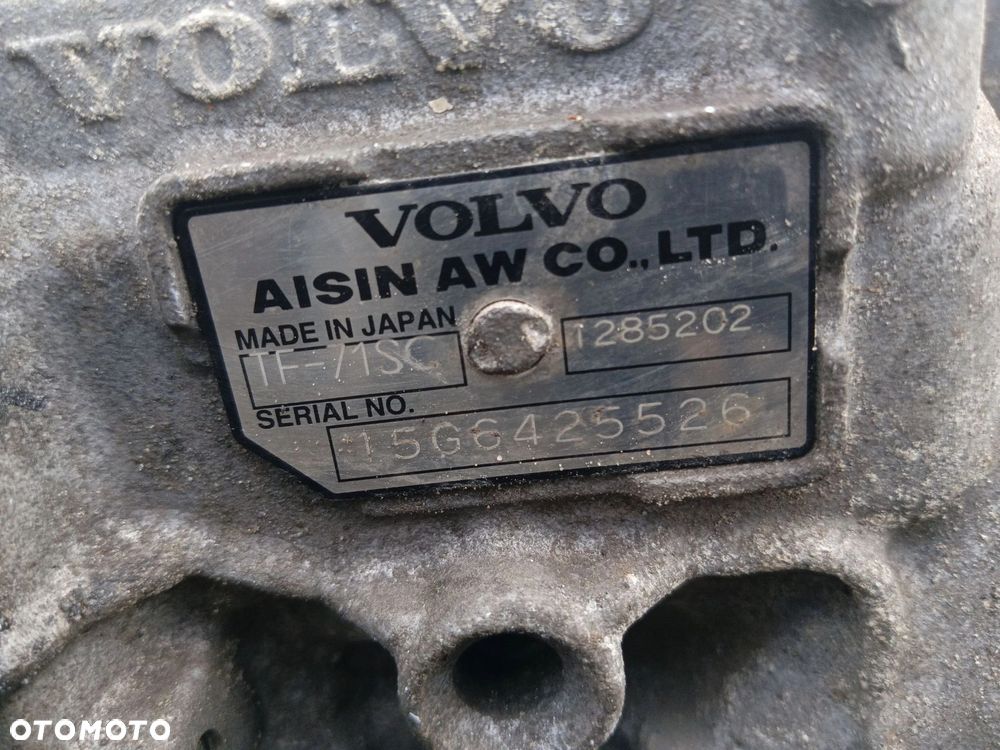 VOLVO
VOLVO
AISIN AW CO., LTD.
MADE IN JAPAN
TF-71SC 1285202
SERIAL NO.
15G6425526
OTOMOTO